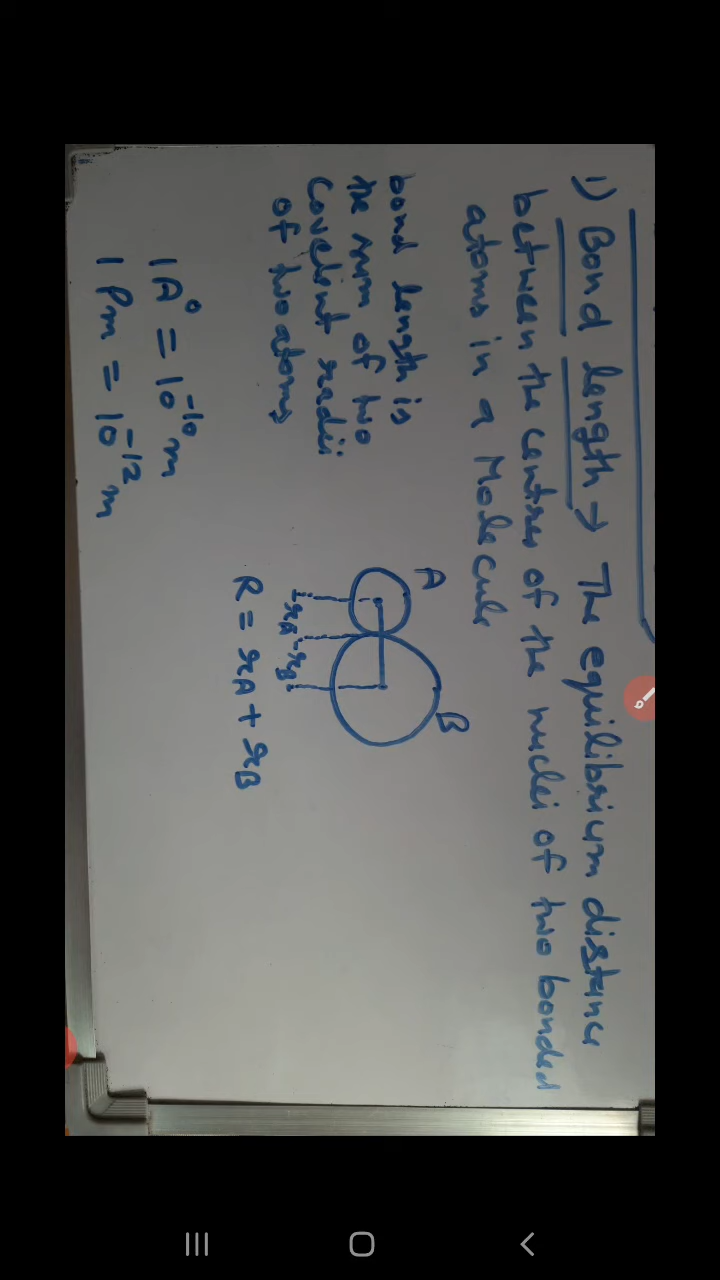 1) Bond length → The equilibrium distance
between the centres of the nuclei of two bonded
atoms in a Molecule
A
B
bond length is
the sum of two
covelent radii
of two atoms
rA rB
R = rA + rB
1 A° = 10⁻¹⁰ m
1 Pm = 10⁻¹² m